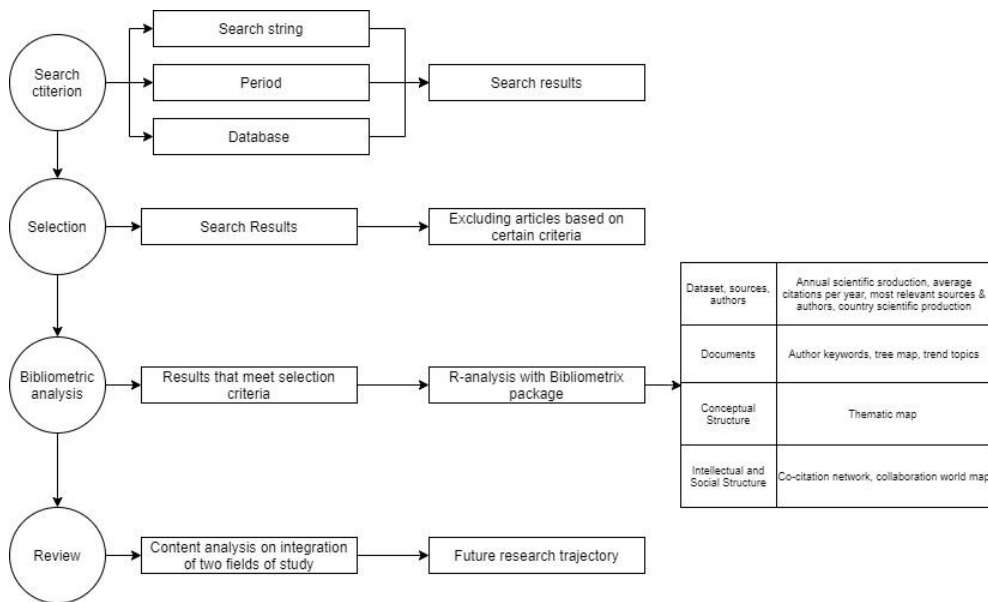 Search string
Search
ctiterion
Period
Search results
Database
Selection
Search Results
Excluding articles based on
certain criteria
Dataset, sources,
authors
Annual scientific sroduction, average
citations per year, most relevant sources &
authors, country scientific production
Documents
Author keywords, tree map, trend topics
Bibliometric
analysis
Results that meet selection
criteria
R-analysis with Bibliometrix
package
Conceptual
Structure
Thematic map
Intellectual and
Social Structure
Co-citation network, collaboration world map
Review
Content analysis on integration
of two fields of study
Future research trajectory